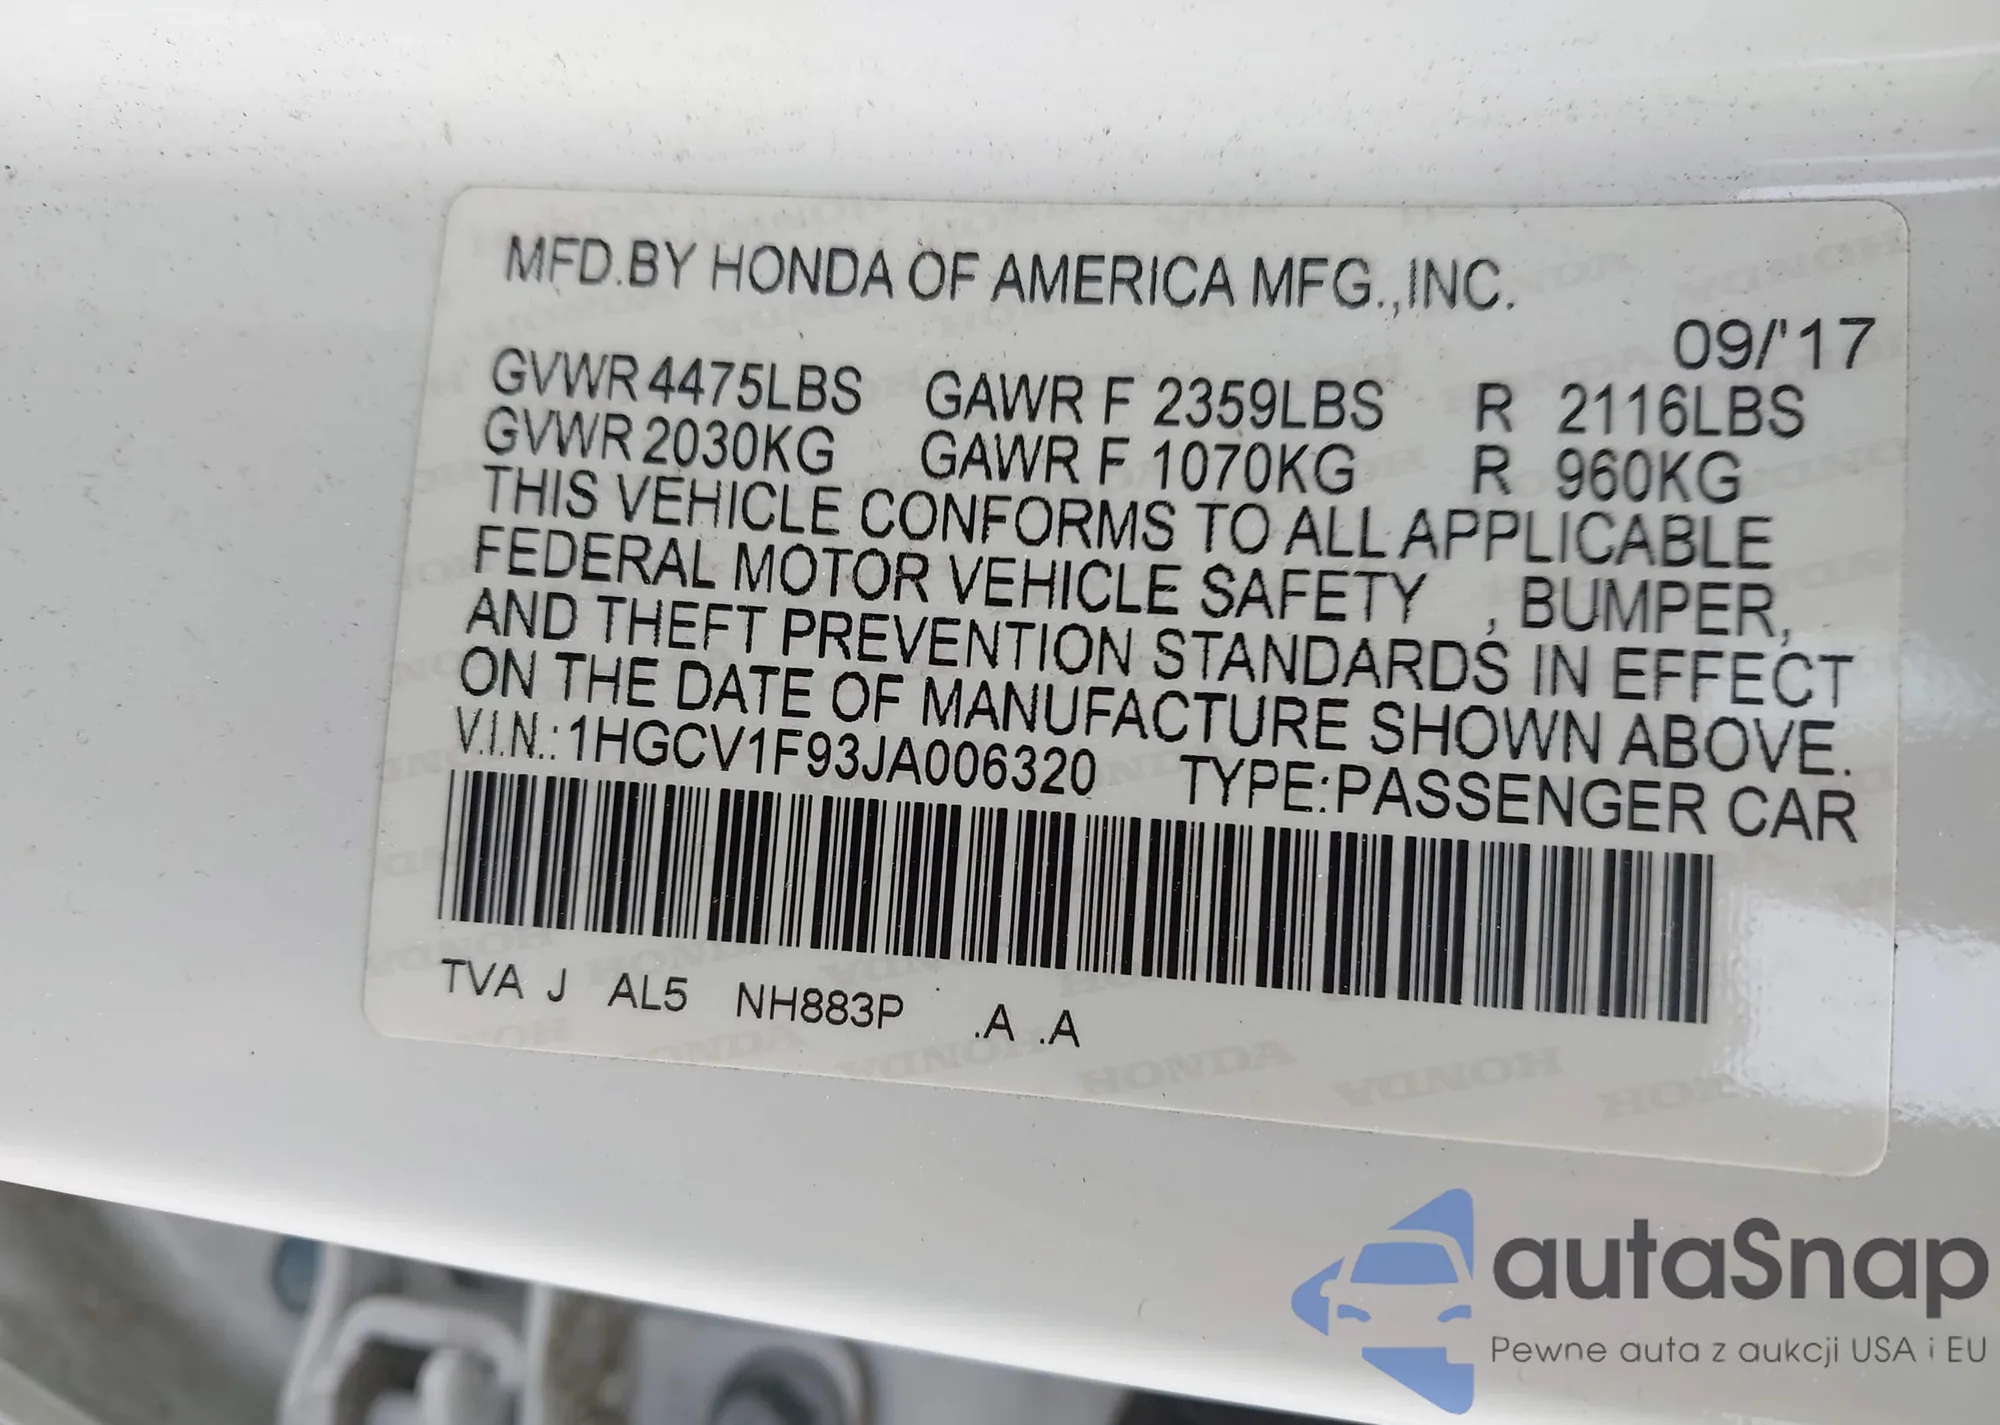 MFD.BY HONDA OF AMERICA MFG.,INC.
09/'17
GVWR 4475LBS GAWR F 2359LBS R 2116LBS
GVWR 2030KG GAWR F 1070KG R 960KG
THIS VEHICLE CONFORMS TO ALL APPLICABLE
FEDERAL MOTOR VEHICLE SAFETY , BUMPER,
AND THEFT PREVENTION STANDARDS IN EFFECT
ON THE DATE OF MANUFACTURE SHOWN ABOVE.
V.I.N.:1HGCV1F93JA006320 TYPE:PASSENGER CAR
TVA J AL5 NH883P .A .A
autaSnap
Pewne auta z aukcji USA i EU